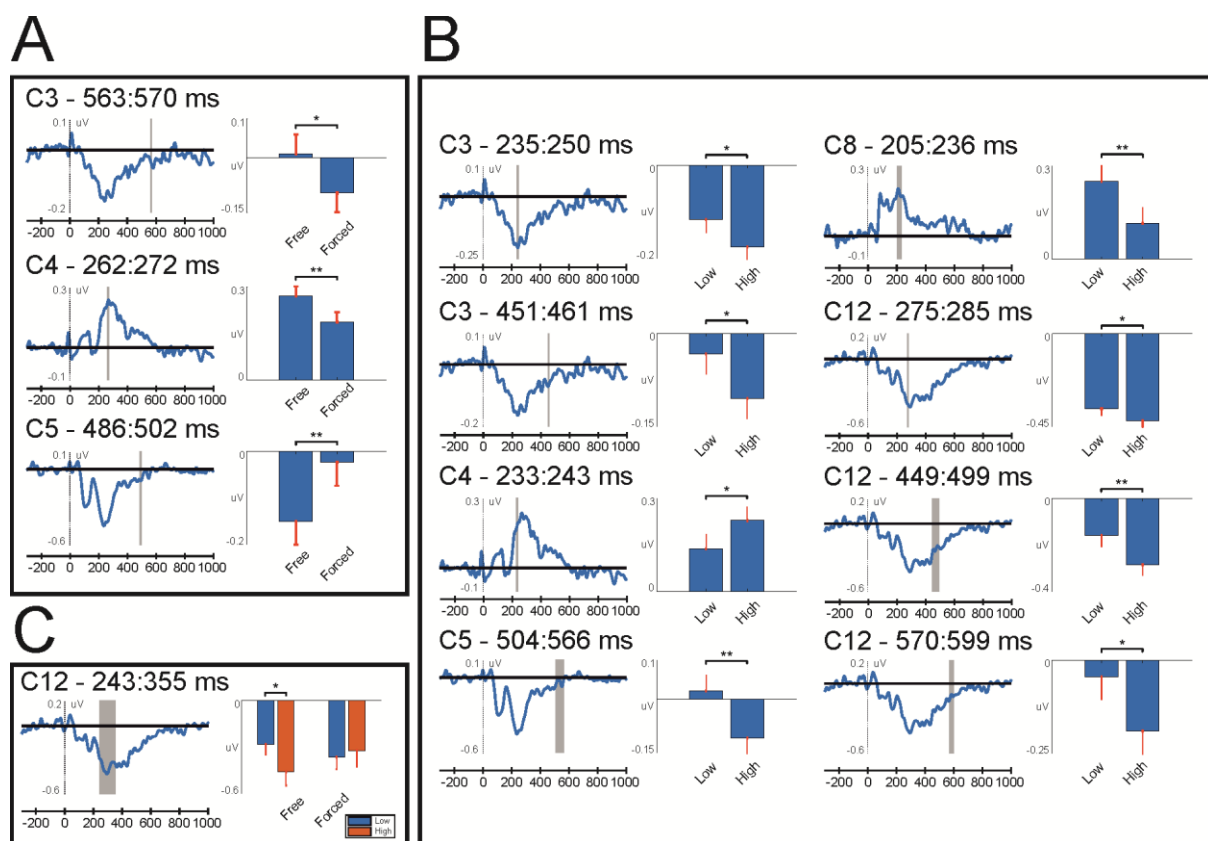 A
C3 - 563:570 ms
0.1 uV
-0.2
-200 0 200 400 600 800 1000
0.1
uV
-0.15
*
Free Forced
C4 - 262:272 ms
0.3 uV
-0.1
-200 0 200 400 600 800 1000
0.3
uV
0
**
Free Forced
C5 - 486:502 ms
0.1 uV
-0.6
-200 0 200 400 600 800 1000
0
uV
-0.2
**
Free Forced
B
C3 - 235:250 ms
0.1 uV
-0.25
-200 0 200 400 600 800 1000
0
uV
-0.2
*
Low High
C3 - 451:461 ms
0.1 uV
-0.2
-200 0 200 400 600 800 1000
0
uV
-0.15
*
Low High
C4 - 233:243 ms
0.3 uV
-0.1
-200 0 200 400 600 800 1000
0.3
uV
0
*
Low High
C5 - 504:566 ms
0.1 uV
-0.6
-200 0 200 400 600 800 1000
0.1
uV
-0.15
**
Low High
C8 - 205:236 ms
0.3 uV
-0.1
-200 0 200 400 600 800 1000
0.3
uV
0
**
Low High
C12 - 275:285 ms
0.2 uV
-0.6
-200 0 200 400 600 800 1000
0
uV
-0.45
*
Low High
C12 - 449:499 ms
0.2 uV
-0.6
-200 0 200 400 600 800 1000
0
uV
-0.4
**
Low High
C12 - 570:599 ms
0.2 uV
-0.6
-200 0 200 400 600 800 1000
0
uV
-0.25
*
Low High
C
C12 - 243:355 ms
0.2 uV
-0.6
-200 0 200 400 600 800 1000
0
uV
-0.6
*
Free Forced
Low
High